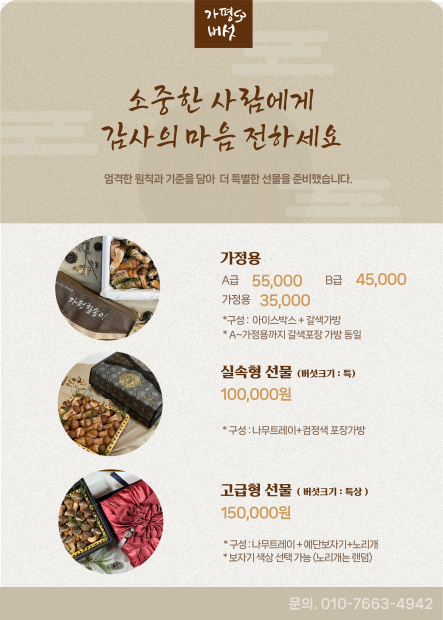 가평
버섯
소중한 사람에게
감사의 마음 전하세요
엄격한 원칙과 기준을 담아 더 특별한 선물을 준비했습니다.
가정용
A급 55,000 B급 45,000
가정용 35,000
*구성 : 아이스박스 + 갈색가방
* A~가정용까지 갈색포장 가방 동일
실속형 선물 (버섯크기 : 특)
100,000원
* 구성 : 나무트레이+검정색 포장가방
고급형 선물 ( 버섯크기 : 특상 )
150,000원
* 구성 : 나무트레이 + 예단보자기+노리개
* 보자기 색상 선택 가능 (노리개는 랜덤)
문의. 010-7663-4942